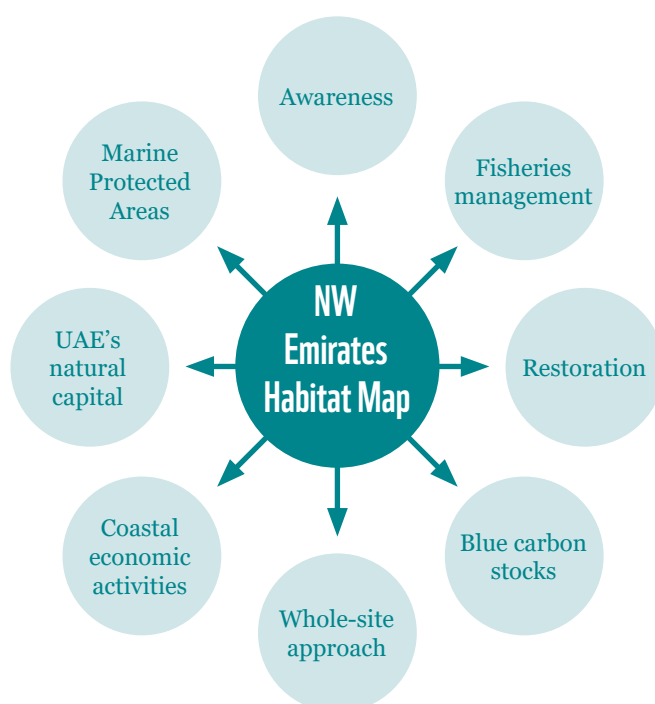 Awareness
Marine
Protected
Areas
Fisheries
management
NW
Emirates
Habitat Map
UAE’s
natural
capital
Restoration
Coastal
economic
activities
Blue carbon
stocks
Whole-site
approach